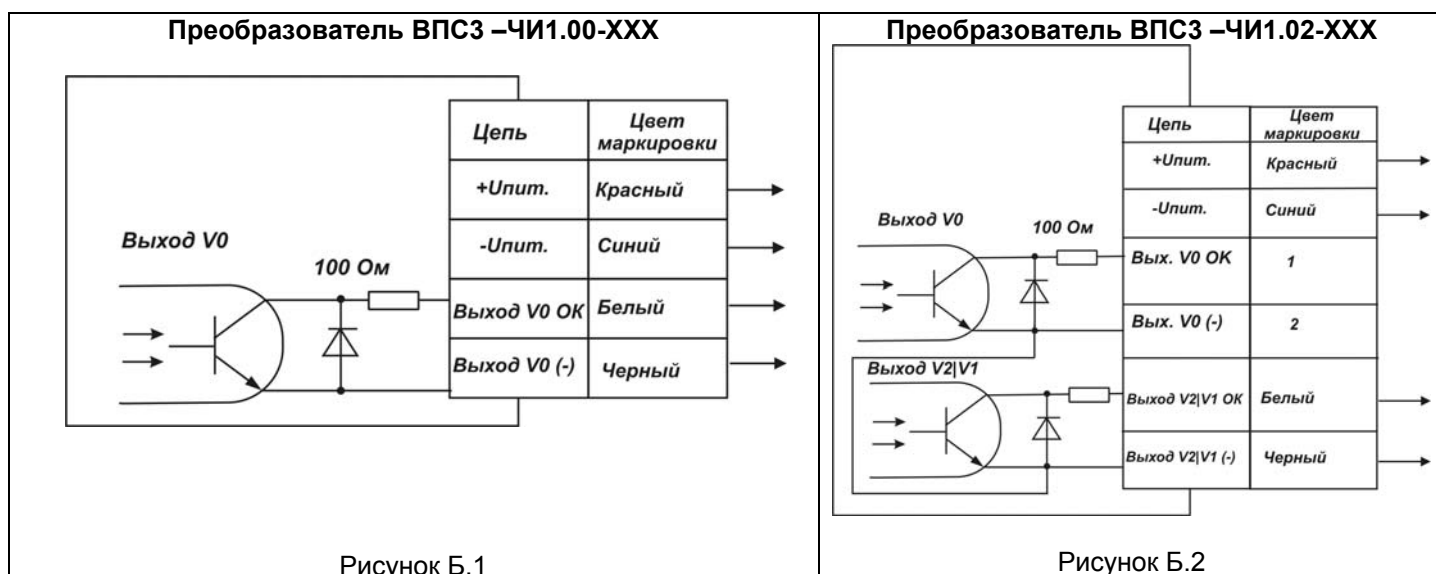 Преобразователь ВПС3 –ЧИ1.00-ХХХ
Цепь
Цвет
маркировки
+Uпит.
Красный
-Uпит.
Синий
Выход V0
100 Ом
Выход V0 ОК
Белый
Выход V0 (-)
Черный
Рисунок Б.1
Преобразователь ВПС3 –ЧИ1.02-ХХХ
Цепь
Цвет
маркировки
+Uпит.
Красный
-Uпит.
Синий
Выход V0
100 Ом
Вых. V0 OK
1
Вых. V0 (-)
2
Выход V2|V1
Выход V2|V1 ОК
Белый
Выход V2|V1 (-)
Черный
Рисунок Б.2